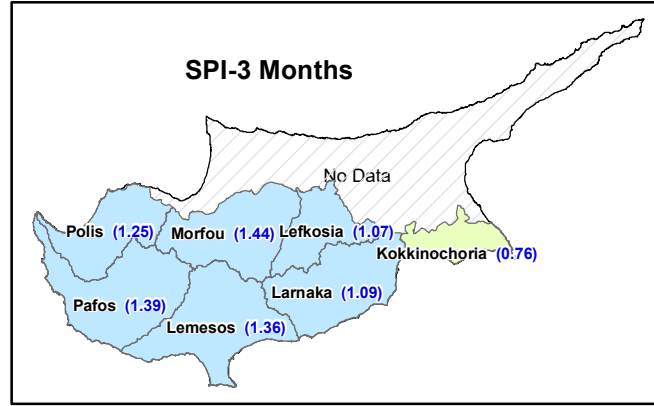 SPI-3 Months
No Data
Polis (1.25)
Morfou (1.44)
Lefkosia (1.07)
Kokkinochoria (0.76)
Pafos (1.39)
Larnaka (1.09)
Lemesos (1.36)